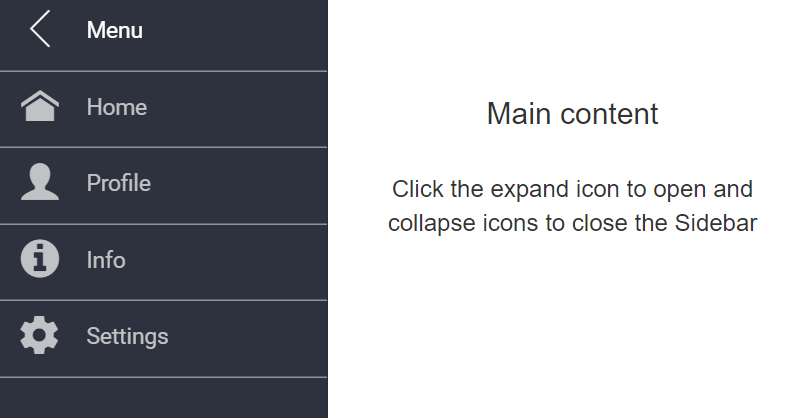 Menu
Home
Profile
Info
Settings
Main content
Click the expand icon to open and
collapse icons to close the Sidebar